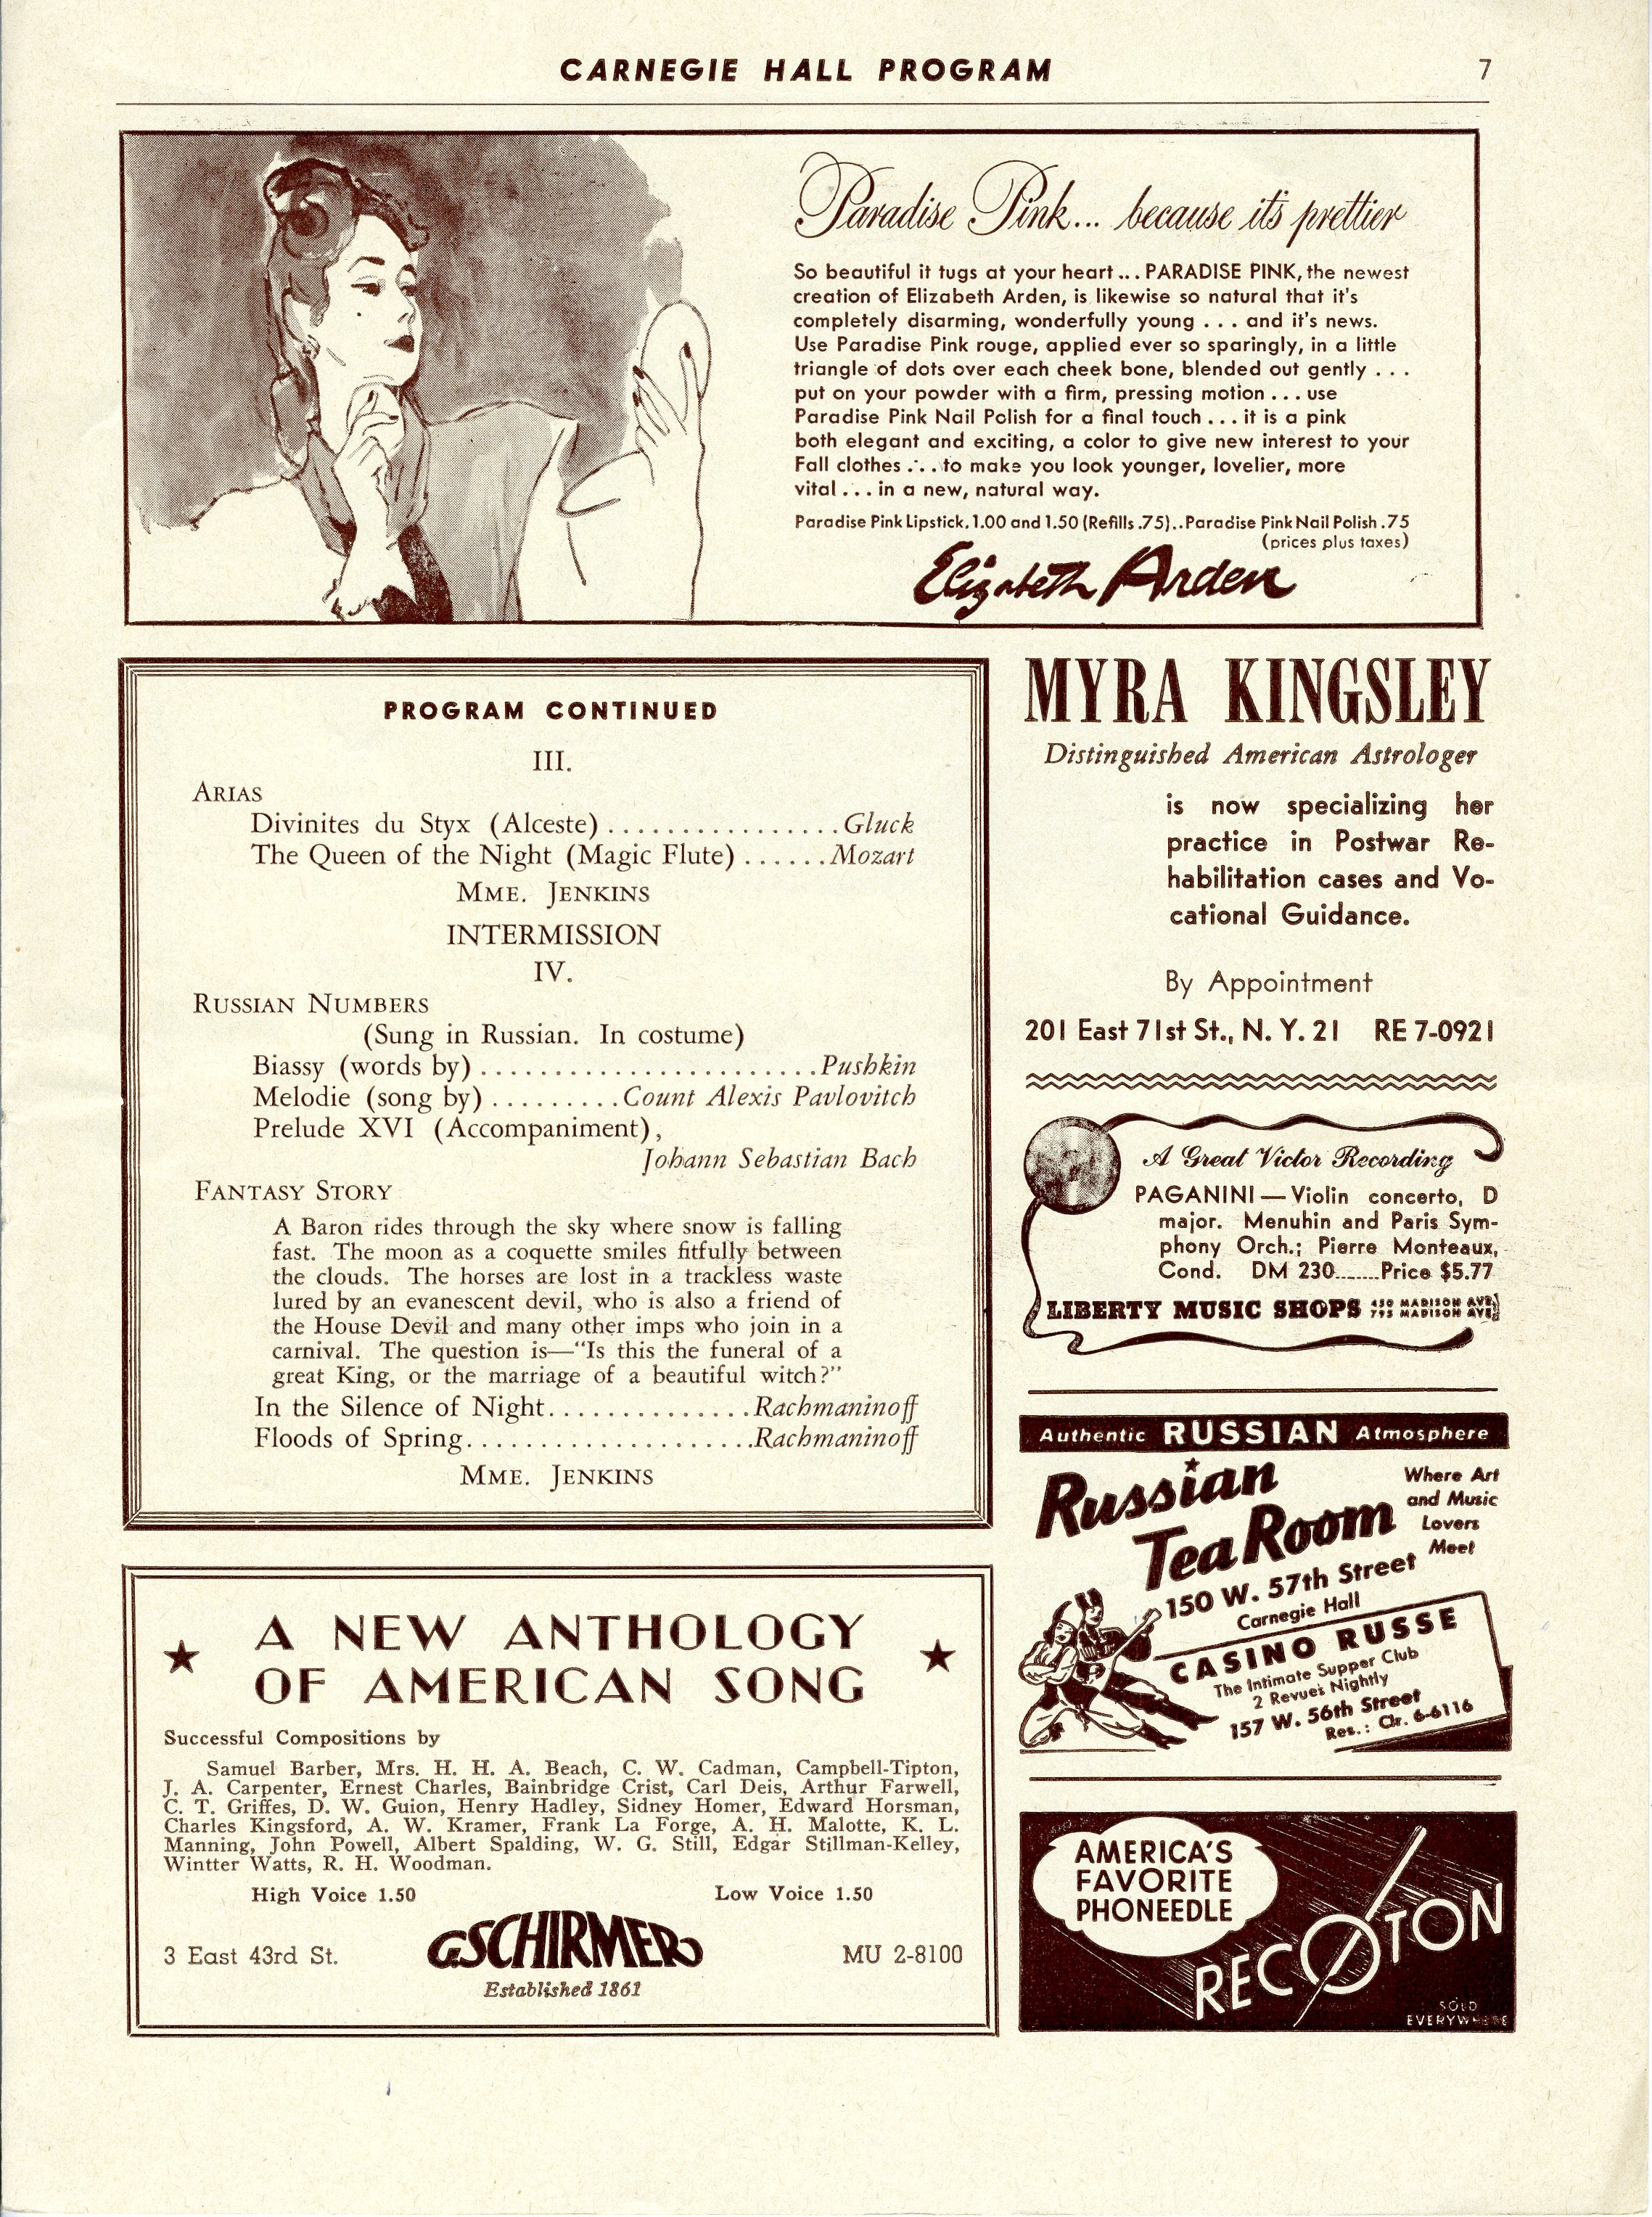 CARNEGIE HALL PROGRAM 7
Paradise Pink... because it's prettier
So beautiful it tugs at your heart... PARADISE PINK, the newest
creation of Elizabeth Arden, is likewise so natural that it's
completely disarming, wonderfully young . . . and it's news.
Use Paradise Pink rouge, applied ever so sparingly, in a little
triangle of dots over each cheek bone, blended out gently . . .
put on your powder with a firm, pressing motion . . . use
Paradise Pink Nail Polish for a final touch . . . it is a pink
both elegant and exciting, a color to give new interest to your
Fall clothes . . . to make you look younger, lovelier, more
vital . . . in a new, natural way.
Paradise Pink Lipstick, 1.00 and 1.50 (Refills .75)..Paradise Pink Nail Polish .75
(prices plus taxes)
Elizabeth Arden
PROGRAM CONTINUED
III.
ARIAS
Divinites du Styx (Alceste) ................Gluck
The Queen of the Night (Magic Flute) ......Mozart
MME. JENKINS
INTERMISSION
IV.
RUSSIAN NUMBERS
(Sung in Russian. In costume)
Biassy (words by) .......................Pushkin
Melodie (song by) .........Count Alexis Pavlovitch
Prelude XVI (Accompaniment),
Johann Sebastian Bach
FANTASY STORY
A Baron rides through the sky where snow is falling
fast. The moon as a coquette smiles fitfully between
the clouds. The horses are lost in a trackless waste
lured by an evanescent devil, who is also a friend of
the House Devil and many other imps who join in a
carnival. The question is—"Is this the funeral of a
great King, or the marriage of a beautiful witch?"
In the Silence of Night..............Rachmaninoff
Floods of Spring....................Rachmaninoff
MME. JENKINS
A NEW ANTHOLOGY
OF AMERICAN SONG
Successful Compositions by
Samuel Barber, Mrs. H. H. A. Beach, C. W. Cadman, Campbell-Tipton,
J. A. Carpenter, Ernest Charles, Bainbridge Crist, Carl Deis, Arthur Farwell,
C. T. Griffes, D. W. Guion, Henry Hadley, Sidney Homer, Edward Horsman,
Charles Kingsford, A. W. Kramer, Frank La Forge, A. H. Malotte, K. L.
Manning, John Powell, Albert Spalding, W. G. Still, Edgar Stillman-Kelley,
Wintter Watts, R. H. Woodman.
High Voice 1.50 Low Voice 1.50
3 East 43rd St. G. SCHIRMER MU 2-8100
Established 1861
MYRA KINGSLEY
Distinguished American Astrologer
is now specializing her
practice in Postwar Re-
habilitation cases and Vo-
cational Guidance.
By Appointment
201 East 71st St., N. Y. 21 RE 7-0921
A Great Victor Recording
PAGANINI — Violin concerto, D
major. Menuhin and Paris Sym-
phony Orch.; Pierre Monteaux,
Cond. DM 230.......Price $5.77
LIBERTY MUSIC SHOPS 450 MADISON AVE.
795 MADISON AVE.
Authentic RUSSIAN Atmosphere
Russian
Tea Room
Where Art
and Music
Lovers
Meet
150 W. 57th Street
Carnegie Hall
CASINO RUSSE
The Intimate Supper Club
2 Revues Nightly
157 W. 56th Street
Res.: Cir. 6-6116
AMERICA'S
FAVORITE
PHONEEDLE
RECOTON
SOLD
EVERYWHERE